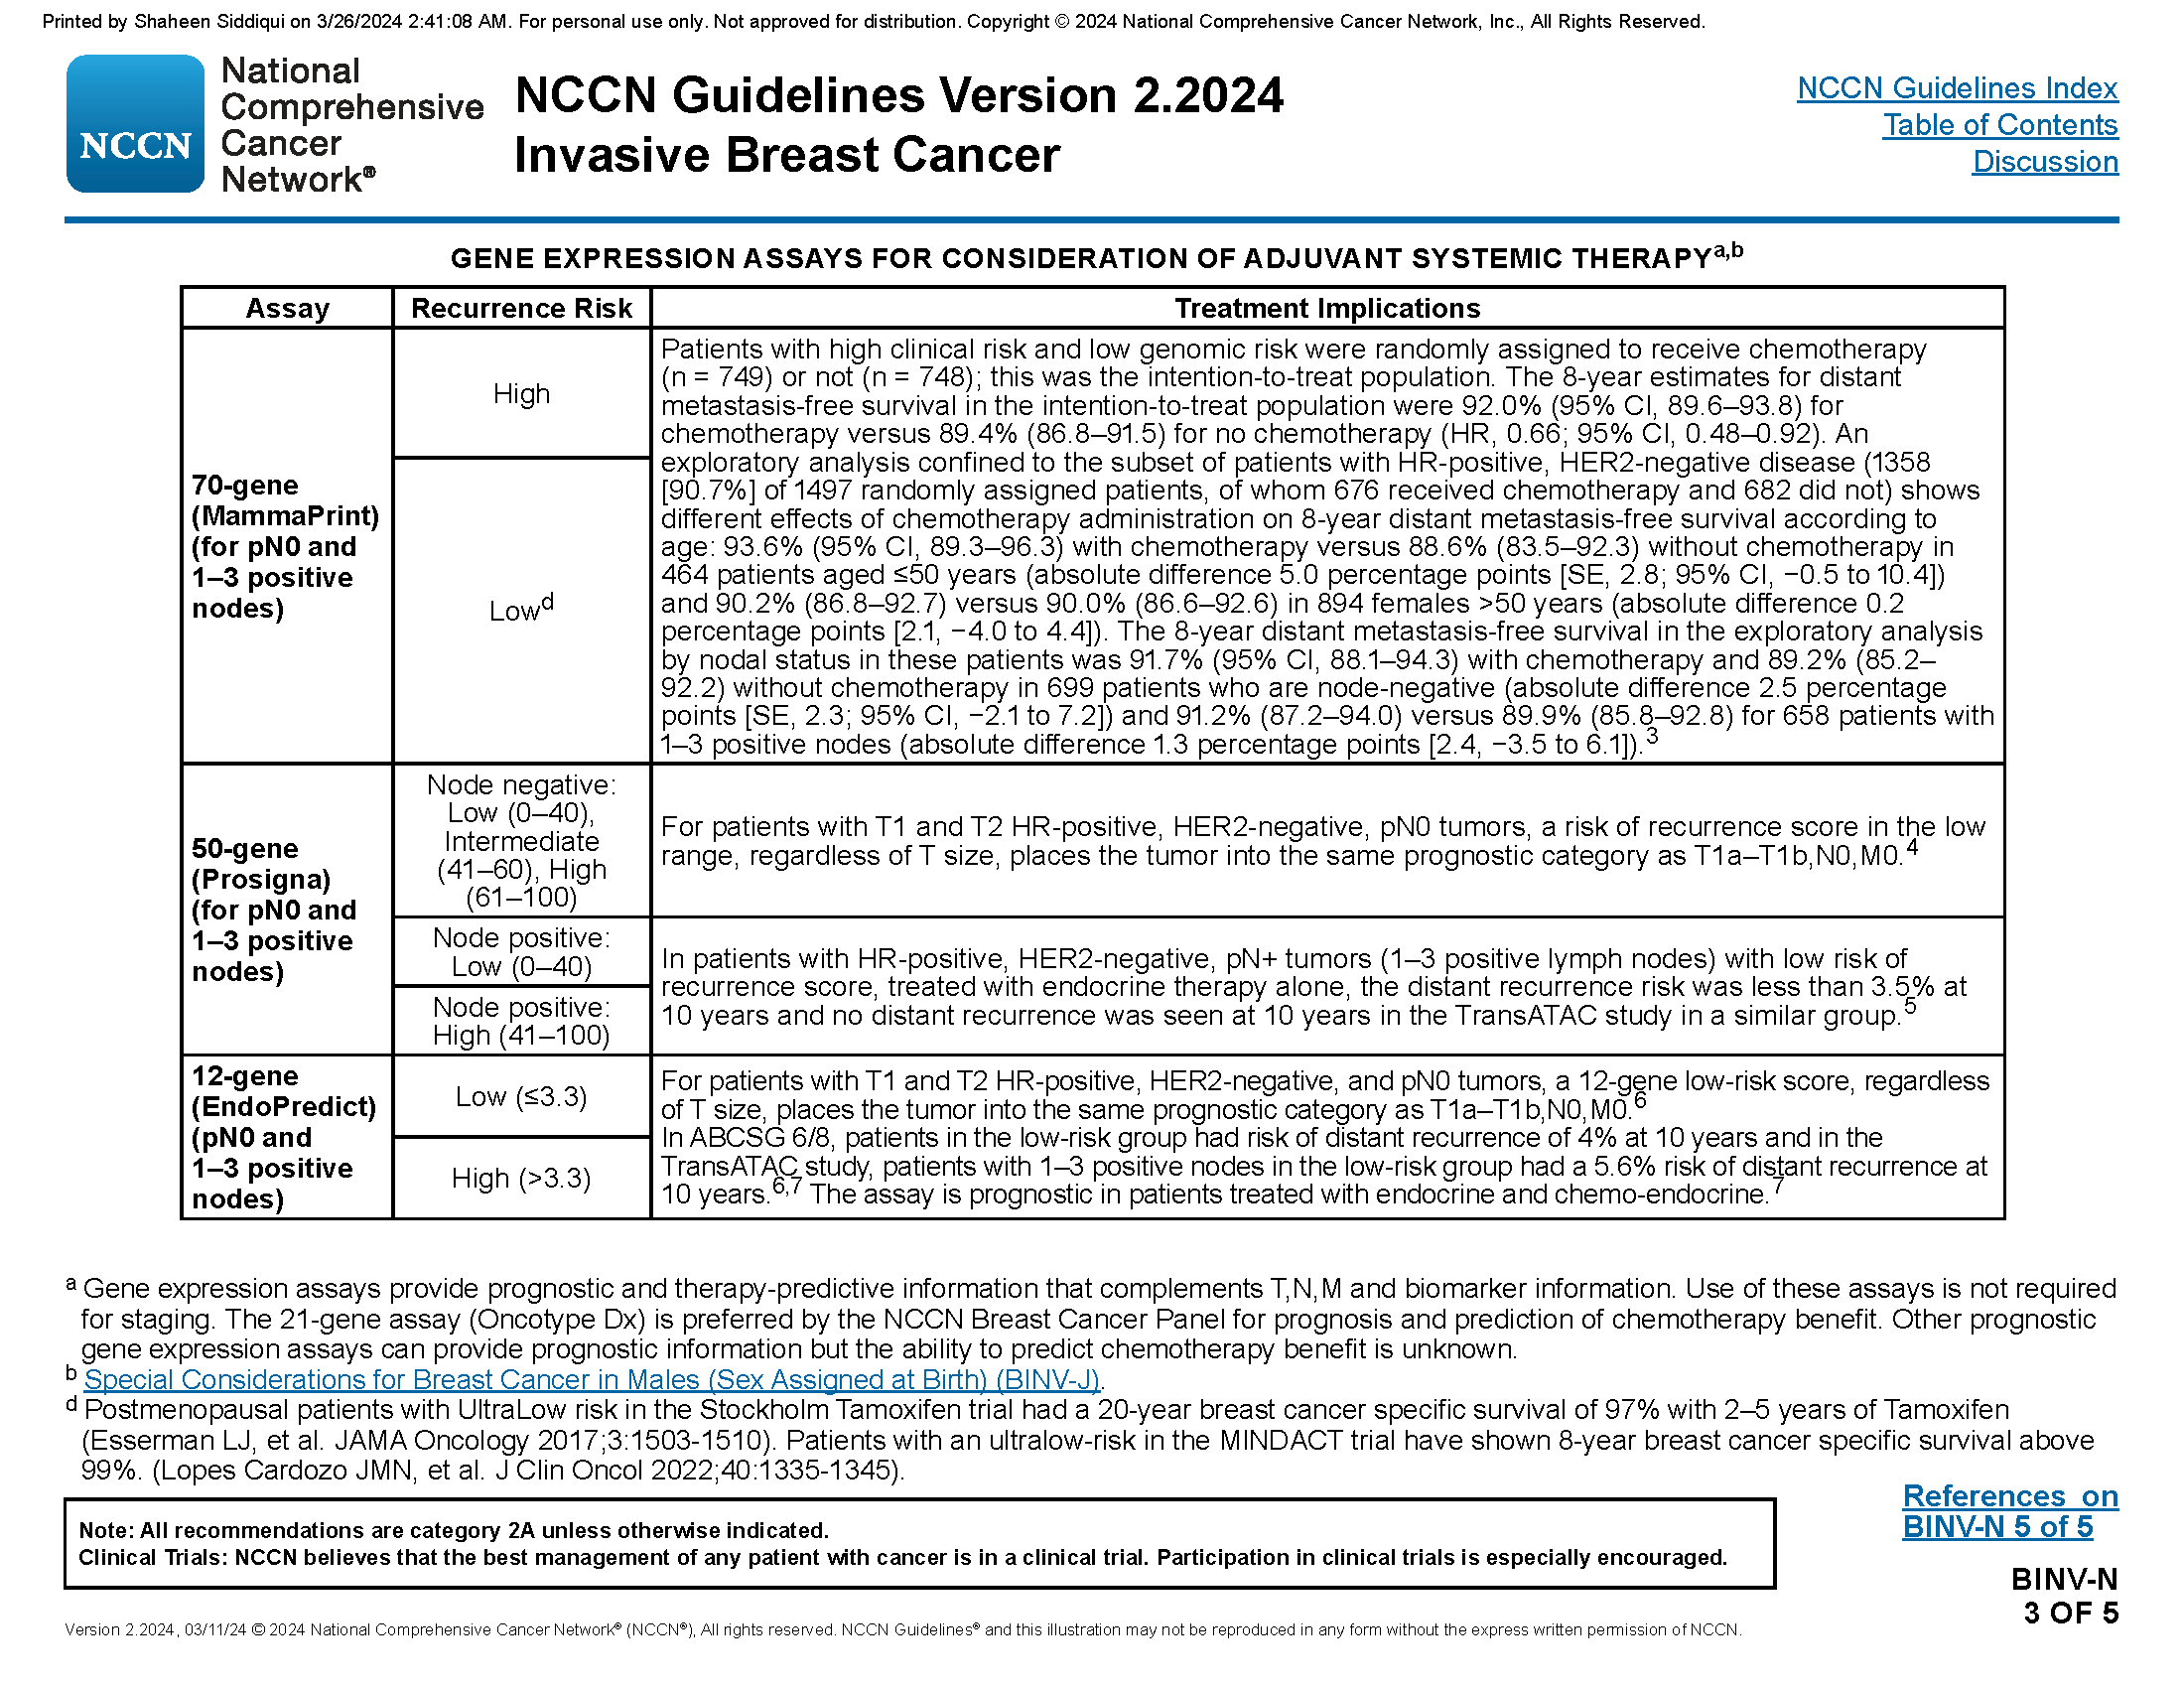 Printed by Shaheen Siddiqui on 3/26/2024 2:41:08 AM. For personal use only. Not approved for distribution. Copyright © 2024 National Comprehensive Cancer Network, Inc., All Rights Reserved.
NCCN
National
Comprehensive
Cancer
Network®
NCCN Guidelines Version 2.2024
Invasive Breast Cancer
NCCN Guidelines Index
Table of Contents
Discussion
GENE EXPRESSION ASSAYS FOR CONSIDERATION OF ADJUVANT SYSTEMIC THERAPYa,b
Assay
Recurrence Risk
Treatment Implications
70-gene
(MammaPrint)
(for pN0 and
1–3 positive
nodes)
High
Lowd
Patients with high clinical risk and low genomic risk were randomly assigned to receive chemotherapy
(n = 749) or not (n = 748); this was the intention-to-treat population. The 8-year estimates for distant
metastasis-free survival in the intention-to-treat population were 92.0% (95% CI, 89.6–93.8) for
chemotherapy versus 89.4% (86.8–91.5) for no chemotherapy (HR, 0.66; 95% CI, 0.48–0.92). An
exploratory analysis confined to the subset of patients with HR-positive, HER2-negative disease (1358
[90.7%] of 1497 randomly assigned patients, of whom 676 received chemotherapy and 682 did not) shows
different effects of chemotherapy administration on 8-year distant metastasis-free survival according to
age: 93.6% (95% CI, 89.3–96.3) with chemotherapy versus 88.6% (83.5–92.3) without chemotherapy in
464 patients aged ≤50 years (absolute difference 5.0 percentage points [SE, 2.8; 95% CI, −0.5 to 10.4])
and 90.2% (86.8–92.7) versus 90.0% (86.6–92.6) in 894 females >50 years (absolute difference 0.2
percentage points [2.1, −4.0 to 4.4]). The 8-year distant metastasis-free survival in the exploratory analysis
by nodal status in these patients was 91.7% (95% CI, 88.1–94.3) with chemotherapy and 89.2% (85.2–
92.2) without chemotherapy in 699 patients who are node-negative (absolute difference 2.5 percentage
points [SE, 2.3; 95% CI, −2.1 to 7.2]) and 91.2% (87.2–94.0) versus 89.9% (85.8–92.8) for 658 patients with
1–3 positive nodes (absolute difference 1.3 percentage points [2.4, −3.5 to 6.1]).3
50-gene
(Prosigna)
(for pN0 and
1–3 positive
nodes)
Node negative:
Low (0–40),
Intermediate
(41–60), High
(61–100)
For patients with T1 and T2 HR-positive, HER2-negative, pN0 tumors, a risk of recurrence score in the low
range, regardless of T size, places the tumor into the same prognostic category as T1a–T1b,N0,M0.4
Node positive:
Low (0–40)
Node positive:
High (41–100)
In patients with HR-positive, HER2-negative, pN+ tumors (1–3 positive lymph nodes) with low risk of
recurrence score, treated with endocrine therapy alone, the distant recurrence risk was less than 3.5% at
10 years and no distant recurrence was seen at 10 years in the TransATAC study in a similar group.5
12-gene
(EndoPredict)
(pN0 and
1–3 positive
nodes)
Low (≤3.3)
High (>3.3)
For patients with T1 and T2 HR-positive, HER2-negative, and pN0 tumors, a 12-gene low-risk score, regardless
of T size, places the tumor into the same prognostic category as T1a–T1b,N0,M0.6
In ABCSG 6/8, patients in the low-risk group had risk of distant recurrence of 4% at 10 years and in the
TransATAC study, patients with 1–3 positive nodes in the low-risk group had a 5.6% risk of distant recurrence at
10 years.6,7 The assay is prognostic in patients treated with endocrine and chemo-endocrine.7
a Gene expression assays provide prognostic and therapy-predictive information that complements T,N,M and biomarker information. Use of these assays is not required
for staging. The 21-gene assay (Oncotype Dx) is preferred by the NCCN Breast Cancer Panel for prognosis and prediction of chemotherapy benefit. Other prognostic
gene expression assays can provide prognostic information but the ability to predict chemotherapy benefit is unknown.
b Special Considerations for Breast Cancer in Males (Sex Assigned at Birth) (BINV-J).
d Postmenopausal patients with UltraLow risk in the Stockholm Tamoxifen trial had a 20-year breast cancer specific survival of 97% with 2–5 years of Tamoxifen
(Esserman LJ, et al. JAMA Oncology 2017;3:1503-1510). Patients with an ultralow-risk in the MINDACT trial have shown 8-year breast cancer specific survival above
99%. (Lopes Cardozo JMN, et al. J Clin Oncol 2022;40:1335-1345).
References on
BINV-N 5 of 5
Note: All recommendations are category 2A unless otherwise indicated.
Clinical Trials: NCCN believes that the best management of any patient with cancer is in a clinical trial. Participation in clinical trials is especially encouraged.
BINV-N
3 OF 5
Version 2.2024, 03/11/24 © 2024 National Comprehensive Cancer Network® (NCCN®), All rights reserved. NCCN Guidelines® and this illustration may not be reproduced in any form without the express written permission of NCCN.